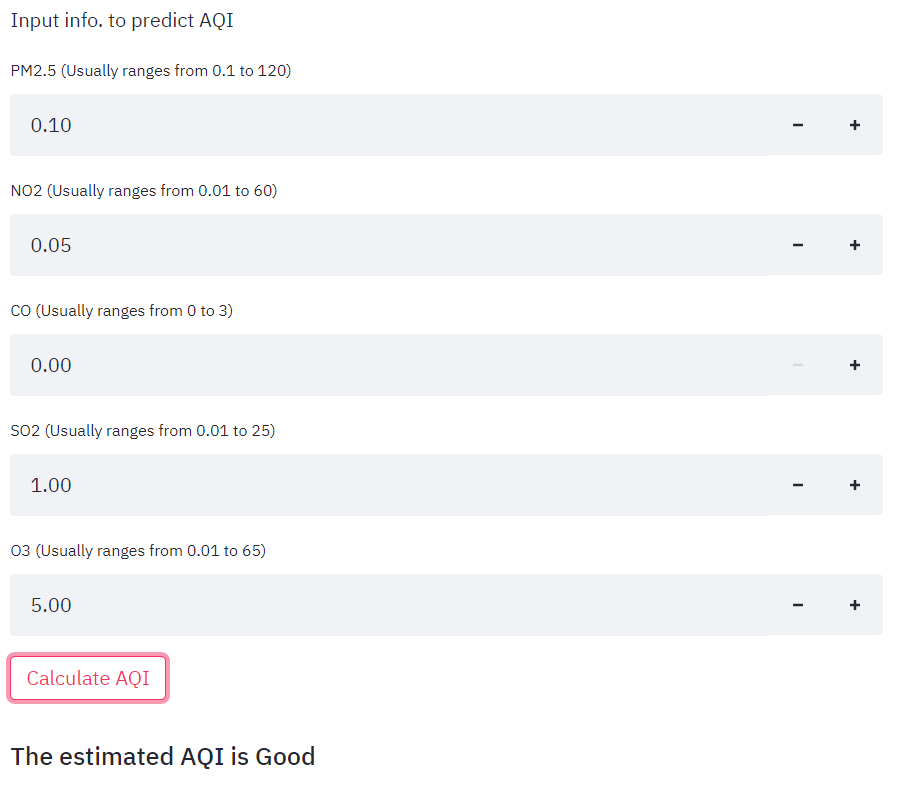 Input info. to predict AQI
PM2.5 (Usually ranges from 0.1 to 120)
0.10
NO2 (Usually ranges from 0.01 to 60)
0.05
CO (Usually ranges from 0 to 3)
0.00
SO2 (Usually ranges from 0.01 to 25)
1.00
O3 (Usually ranges from 0.01 to 65)
5.00
Calculate AQI
The estimated AQI is Good